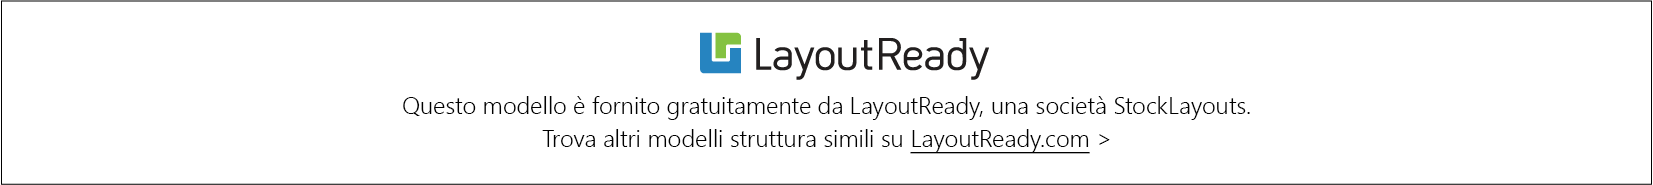 LayoutReady
Questo modello è fornito gratuitamente da LayoutReady, una società StockLayouts.
Trova altri modelli struttura simili su LayoutReady.com >